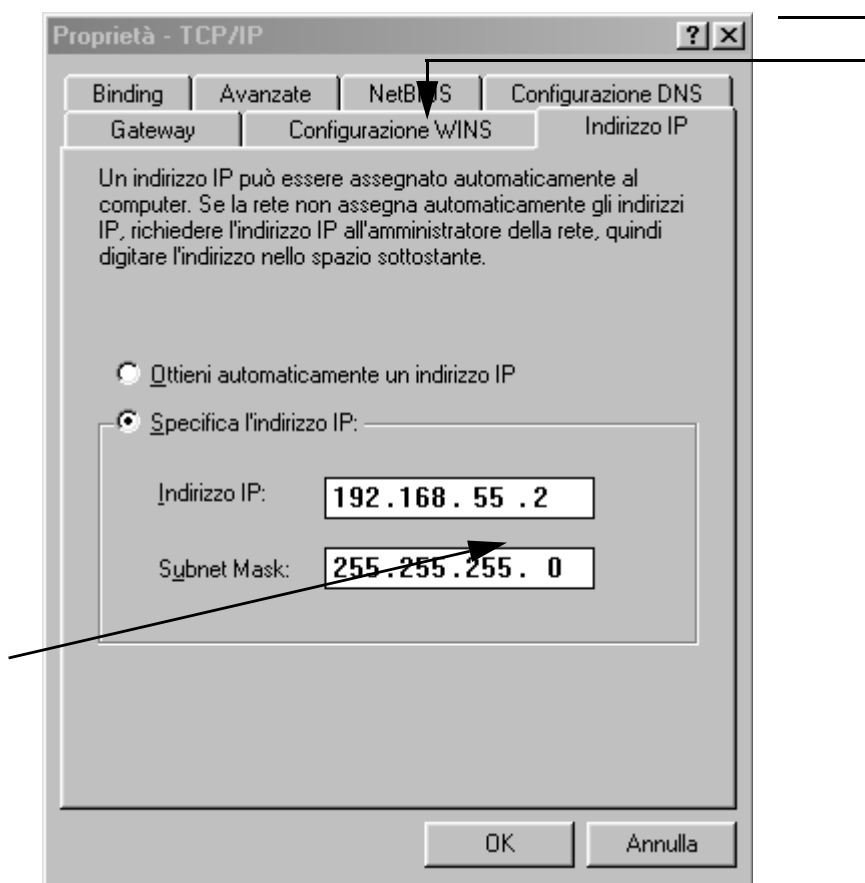 Proprietà - TCP/IP
Binding Avanzate NetBIOS Configurazione DNS
Gateway Configurazione WINS Indirizzo IP
Un indirizzo IP può essere assegnato automaticamente al
computer. Se la rete non assegna automaticamente gli indirizzi
IP, richiedere l'indirizzo IP all'amministratore della rete, quindi
digitare l'indirizzo nello spazio sottostante.
Ottieni automaticamente un indirizzo IP
Specifica l'indirizzo IP:
Indirizzo IP: 192.168. 55 .2
Subnet Mask: 255.255.255. 0
OK Annulla